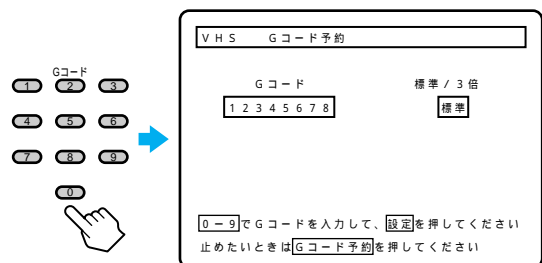 Gコード
1 2 3
4 5 6
7 8 9
0
VHS Gコード予約
Gコード 標準/3倍
12345678 標準
0-9でGコードを入力して、設定を押してください
止めたいときはGコード予約を押してください